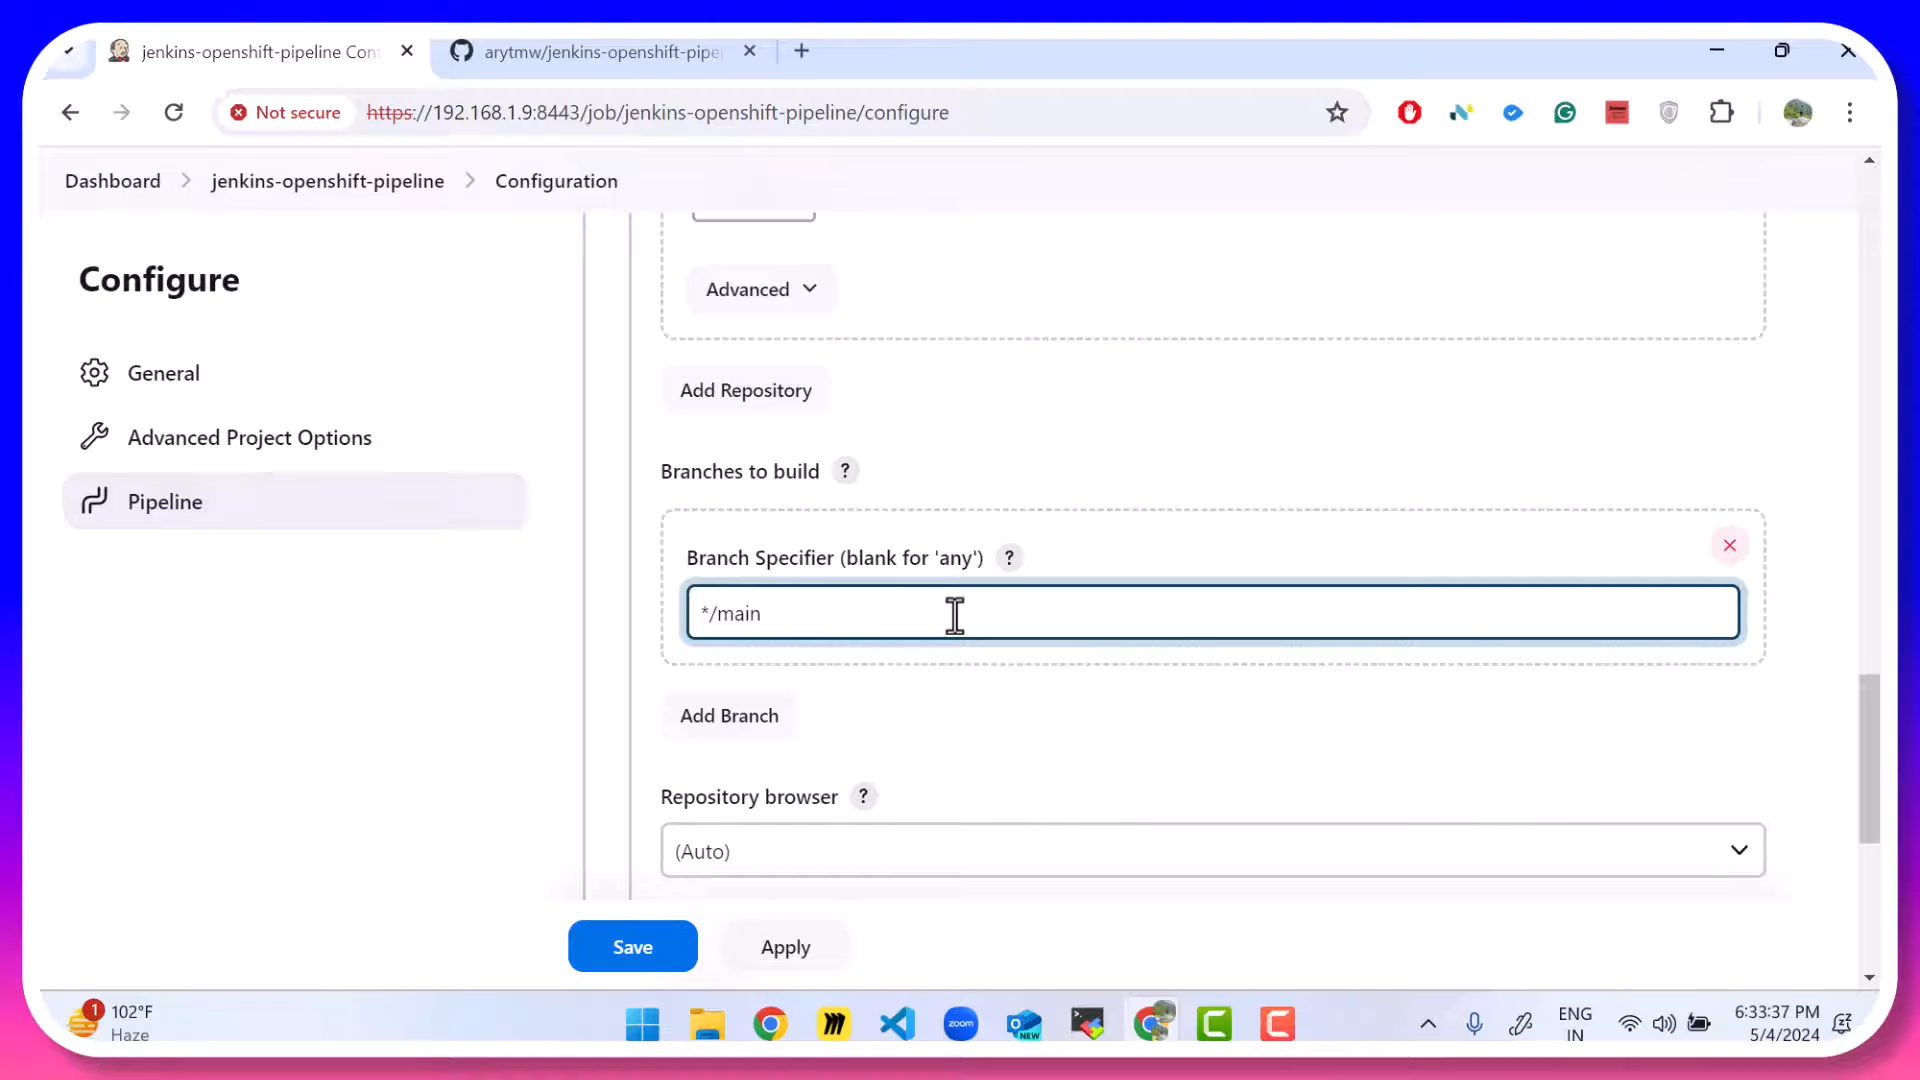 jenkins-openshift-pipeline Con
arytmw/jenkins-openshift-pipe
Not secure
https://192.168.1.9:8443/job/jenkins-openshift-pipeline/configure
Dashboard
jenkins-openshift-pipeline
Configuration
Configure
General
Advanced Project Options
Pipeline
Advanced
Add Repository
Branches to build ?
Branch Specifier (blank for 'any') ?
*/main
Add Branch
Repository browser ?
(Auto)
Save
Apply
1
102°F
Haze
zoom
NEW
ENG
IN
6:33:37 PM
5/4/2024